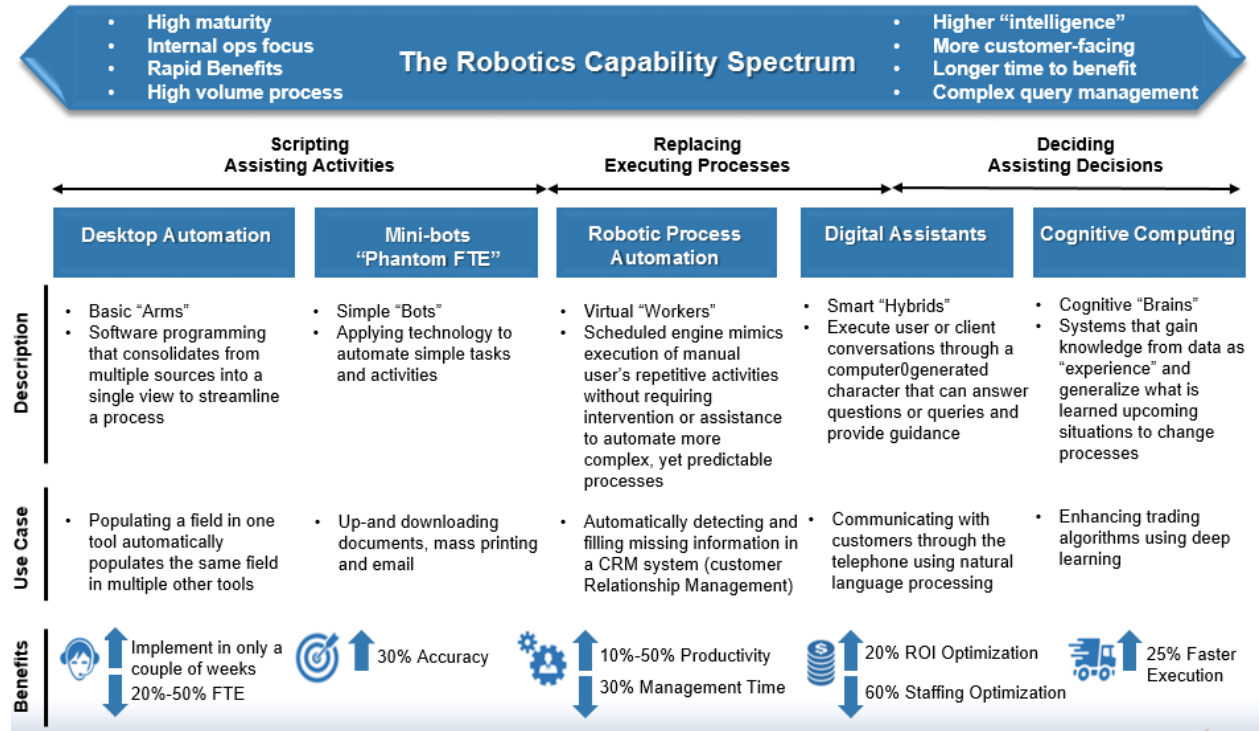 • High maturity
• Internal ops focus
• Rapid Benefits
• High volume process
The Robotics Capability Spectrum
• Higher “intelligence”
• More customer-facing
• Longer time to benefit
• Complex query management
Scripting
Assisting Activities
Replacing
Executing Processes
Deciding
Assisting Decisions
Desktop Automation
Mini-bots
“Phantom FTE”
Robotic Process
Automation
Digital Assistants
Cognitive Computing
Description
• Basic “Arms”
• Software programming
that consolidates from
multiple sources into a
single view to streamline
a process
• Simple “Bots”
• Applying technology to
automate simple tasks
and activities
• Virtual “Workers”
• Scheduled engine mimics
execution of manual
user’s repetitive activities
without requiring
intervention or assistance
to automate more
complex, yet predictable
processes
• Smart “Hybrids”
• Execute user or client
conversations through a
computer0generated
character that can answer
questions or queries and
provide guidance
• Cognitive “Brains”
• Systems that gain
knowledge from data as
“experience” and
generalize what is
learned upcoming
situations to change
processes
Use Case
• Populating a field in one
tool automatically
populates the same field
in multiple other tools
• Up-and downloading
documents, mass printing
and email
• Automatically detecting and
filling missing information in
a CRM system (customer
Relationship Management)
• Communicating with
customers through the
telephone using natural
language processing
• Enhancing trading
algorithms using deep
learning
Benefits
Implement in only a
couple of weeks
20%-50% FTE
30% Accuracy
10%-50% Productivity
30% Management Time
$
20% ROI Optimization
60% Staffing Optimization
25% Faster
Execution